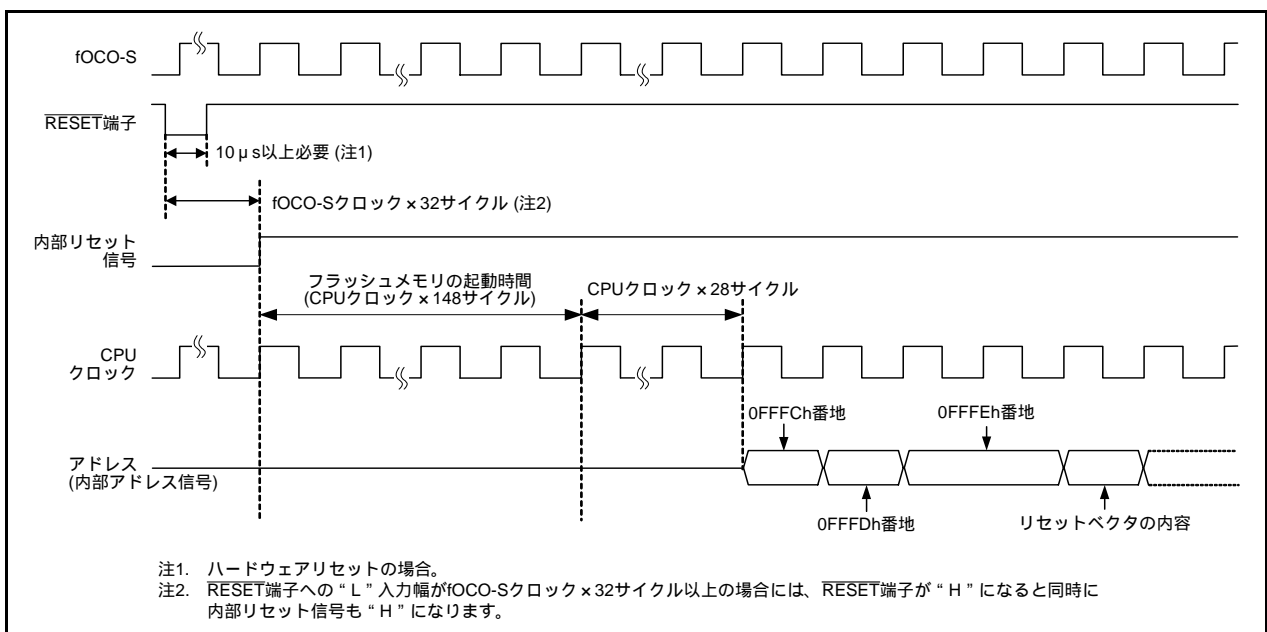 fOCO-S
RESET端子
10μs以上必要 (注1)
fOCO-Sクロック×32サイクル (注2)
内部リセット
信号
フラッシュメモリの起動時間
(CPUクロック×148サイクル)
CPUクロック×28サイクル
CPU
クロック
0FFFCh番地
0FFFEh番地
アドレス
(内部アドレス信号)
0FFFDh番地
リセットベクタの内容
注1. ハードウェアリセットの場合。
注2. RESET端子への“L”入力幅がfOCO-Sクロック×32サイクル以上の場合には、RESET端子が“H”になると同時に
内部リセット信号も“H”になります。